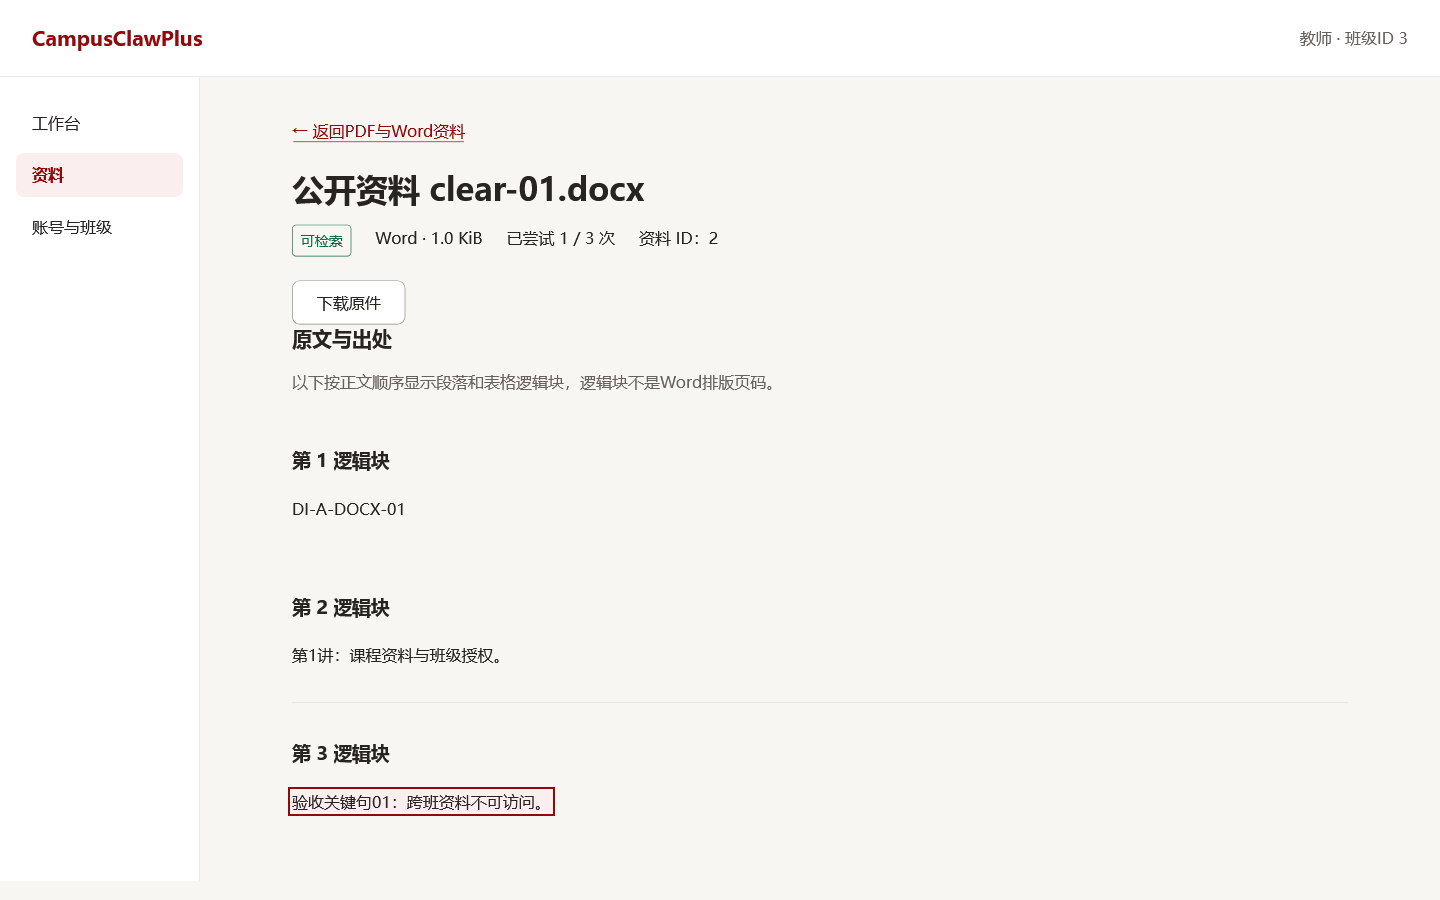 CampusClawPlus
教师 · 班级ID 3
工作台
资料
账号与班级
← 返回PDF与Word资料
公开资料 clear-01.docx
可检索
Word · 1.0 KiB
已尝试 1 / 3 次
资料 ID：2
下载原件
原文与出处
以下按正文顺序显示段落和表格逻辑块，逻辑块不是Word排版页码。
第 1 逻辑块
DI-A-DOCX-01
第 2 逻辑块
第1讲：课程资料与班级授权。
第 3 逻辑块
验收关键句01：跨班资料不可访问。